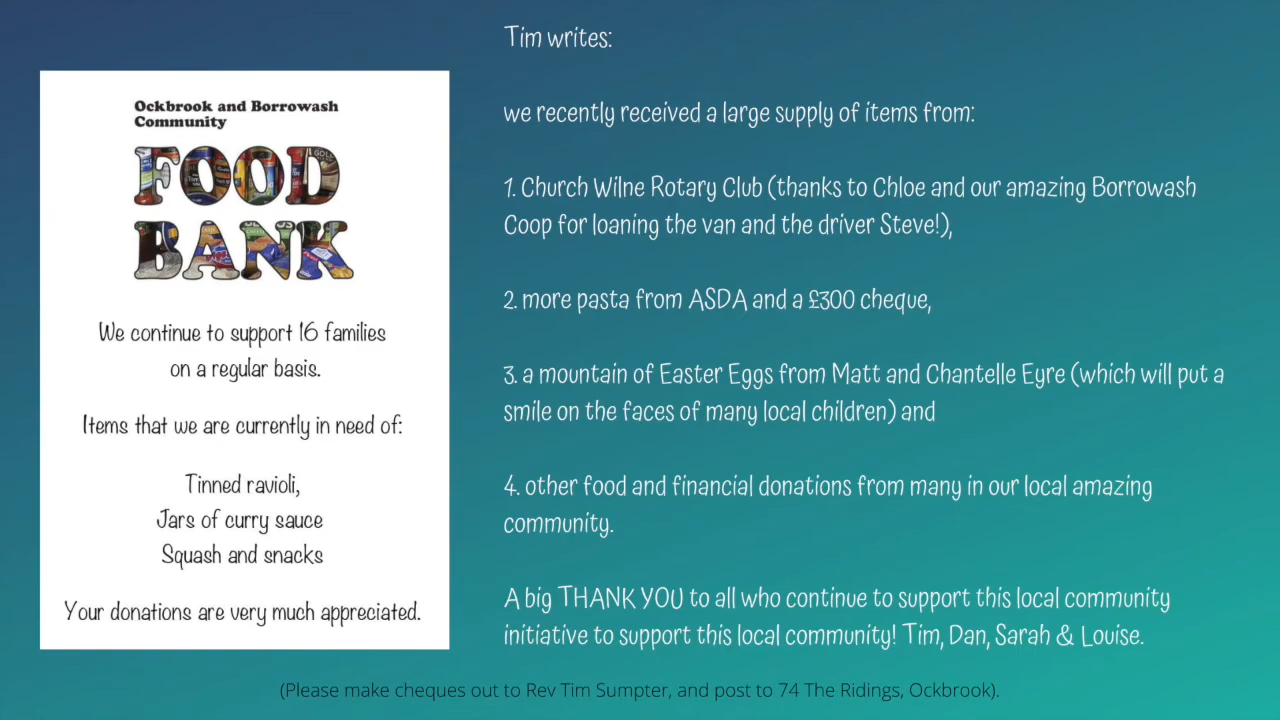 Ockbrook and Borrowash
Community
FOOD
BANK
We continue to support 16 families
on a regular basis.
Items that we are currently in need of:
Tinned ravioli,
Jars of curry sauce
Squash and snacks
Your donations are very much appreciated.
Tim writes:
we recently received a large supply of items from:
1. Church Wilne Rotary Club (thanks to Chloe and our amazing Borrowash
Coop for loaning the van and the driver Steve!),
2. more pasta from ASDA and a £300 cheque,
3. a mountain of Easter Eggs from Matt and Chantelle Eyre (which will put a
smile on the faces of many local children) and
4. other food and financial donations from many in our local amazing
community.
A big THANK YOU to all who continue to support this local community
initiative to support this local community! Tim, Dan, Sarah & Louise.
(Please make cheques out to Rev Tim Sumpter, and post to 74 The Ridings, Ockbrook).